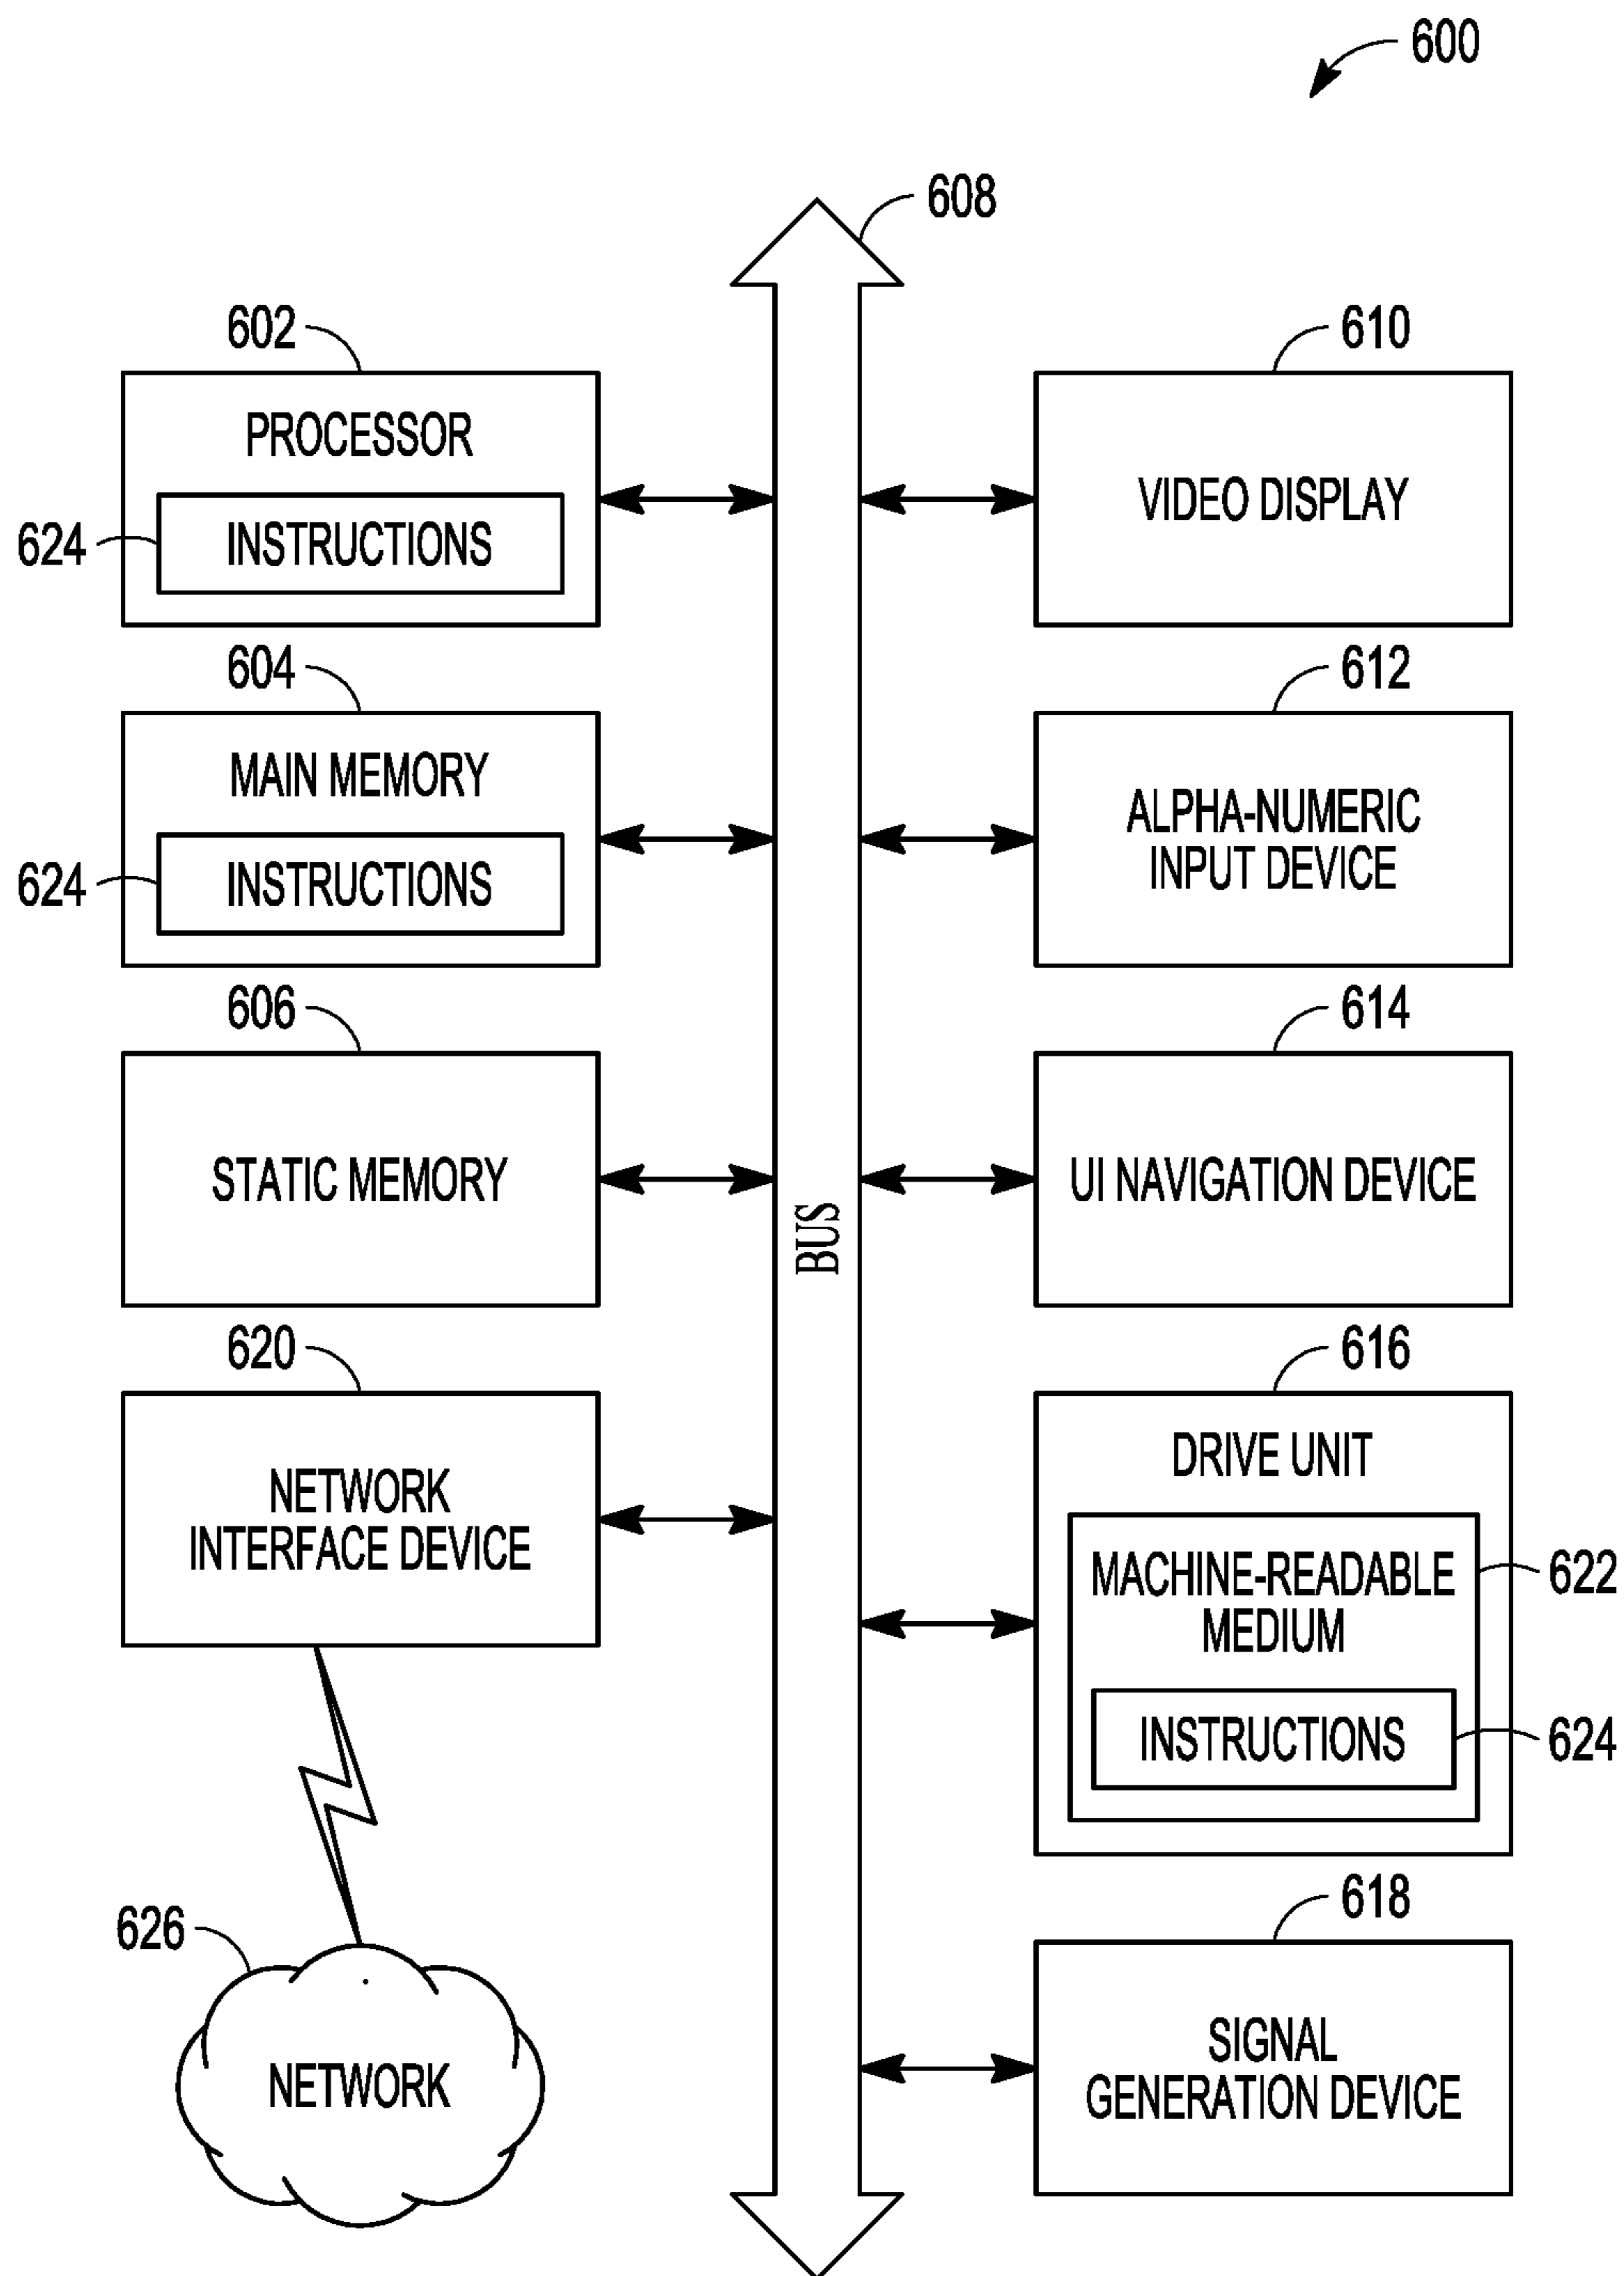 600
608
602
PROCESSOR
624
INSTRUCTIONS
604
MAIN MEMORY
624
INSTRUCTIONS
606
STATIC MEMORY
620
NETWORK
INTERFACE DEVICE
626
NETWORK
BUS
610
VIDEO DISPLAY
612
ALPHA-NUMERIC
INPUT DEVICE
614
UI NAVIGATION DEVICE
616
DRIVE UNIT
MACHINE-READABLE
MEDIUM
622
INSTRUCTIONS
624
618
SIGNAL
GENERATION DEVICE